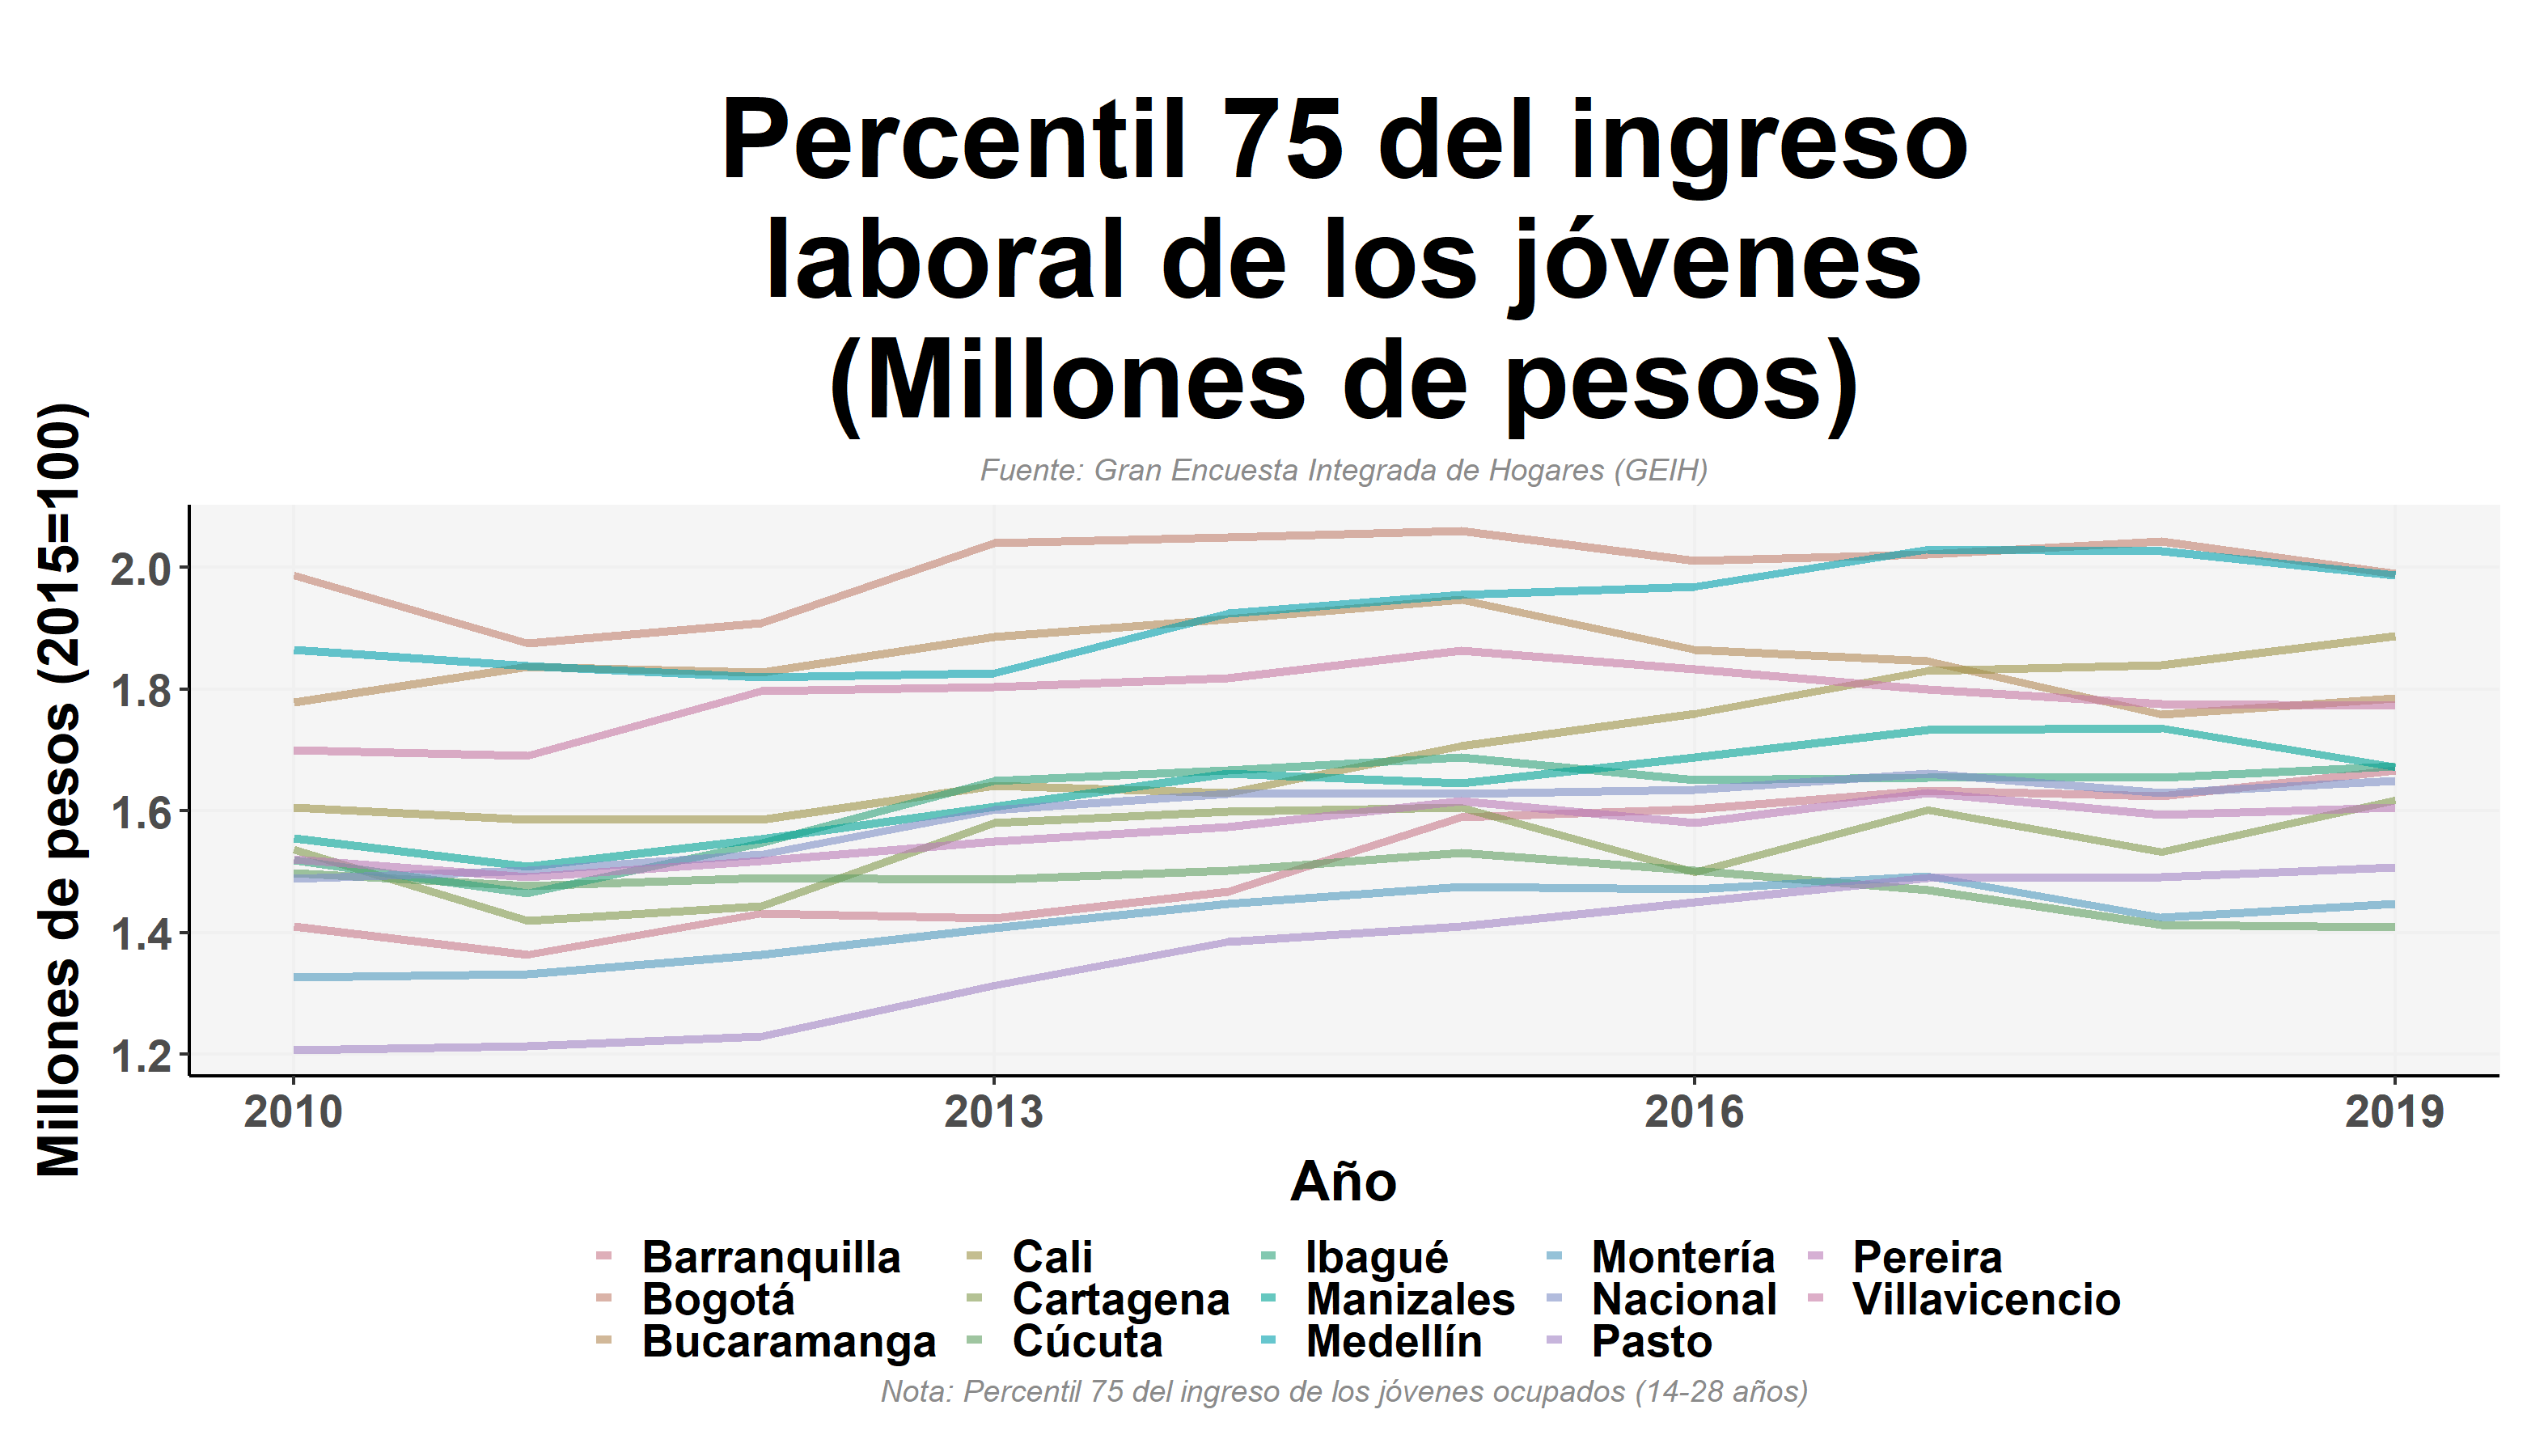 Percentil 75 del ingreso
laboral de los jóvenes
(Millones de pesos)
Fuente: Gran Encuesta Integrada de Hogares (GEIH)
Millones de pesos (2015=100)
2.0
1.8
1.6
1.4
1.2
2010 2013 2016 2019
Año
Barranquilla Cali Ibagué Montería Pereira
Bogotá Cartagena Manizales Nacional Villavicencio
Bucaramanga Cúcuta Medellín Pasto
Nota: Percentil 75 del ingreso de los jóvenes ocupados (14-28 años)